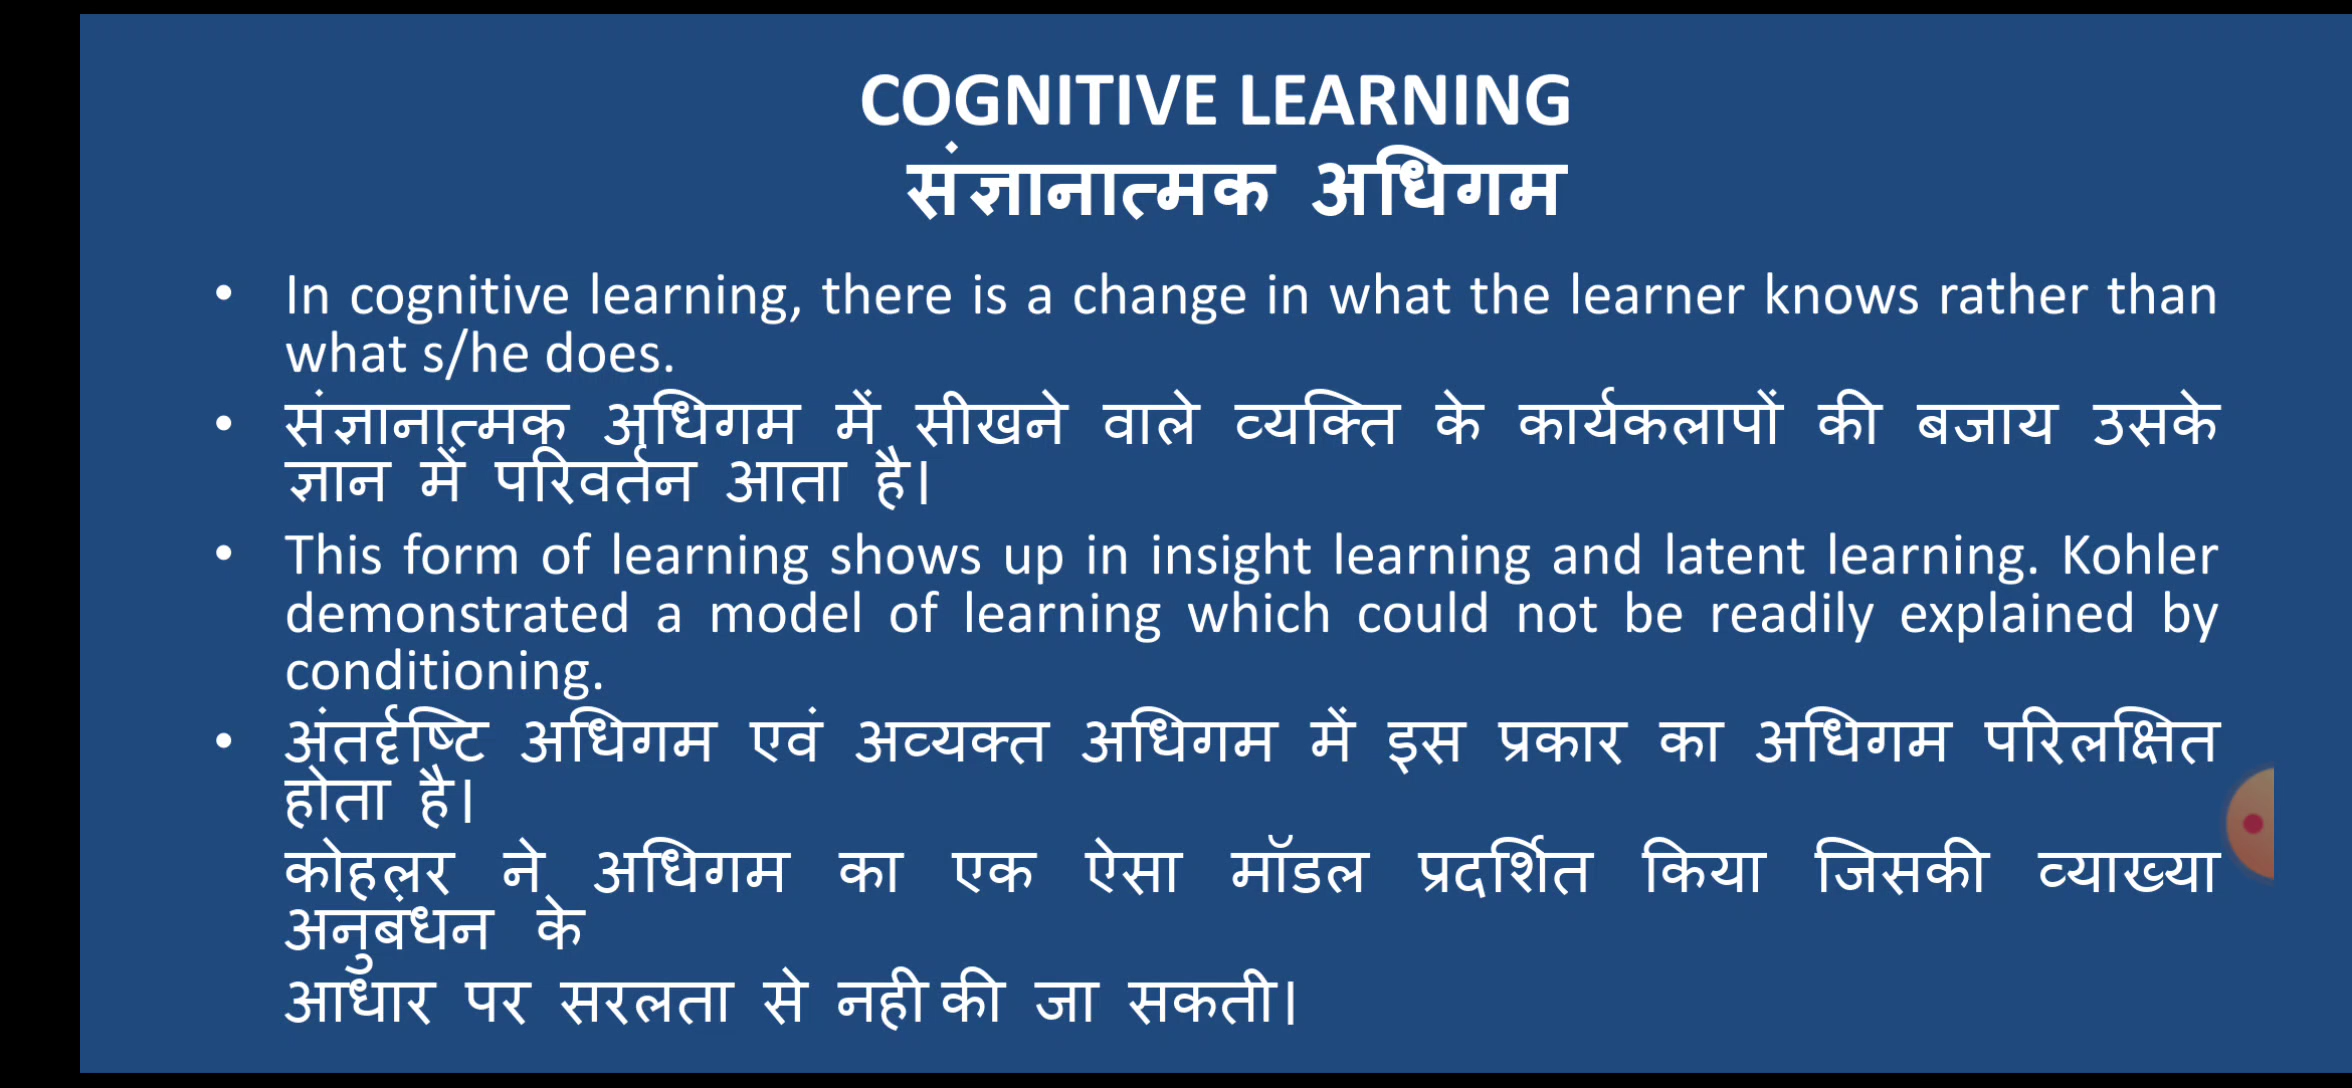 COGNITIVE LEARNING
संज्ञानात्मक अधिगम
• In cognitive learning, there is a change in what the learner knows rather than
what s/he does.
• संज्ञानात्मक अधिगम में सीखने वाले व्यक्ति के कार्यकलापों की बजाय उसके
ज्ञान में परिवर्तन आता है।
• This form of learning shows up in insight learning and latent learning. Kohler
demonstrated a model of learning which could not be readily explained by
conditioning.
• अंतर्दृष्टि अधिगम एवं अव्यक्त अधिगम में इस प्रकार का अधिगम परिलक्षित
होता है।
कोहलर ने अधिगम का एक ऐसा मॉडल प्रदर्शित किया जिसकी व्याख्या
अनुबंधन के
आधार पर सरलता से नही की जा सकती।